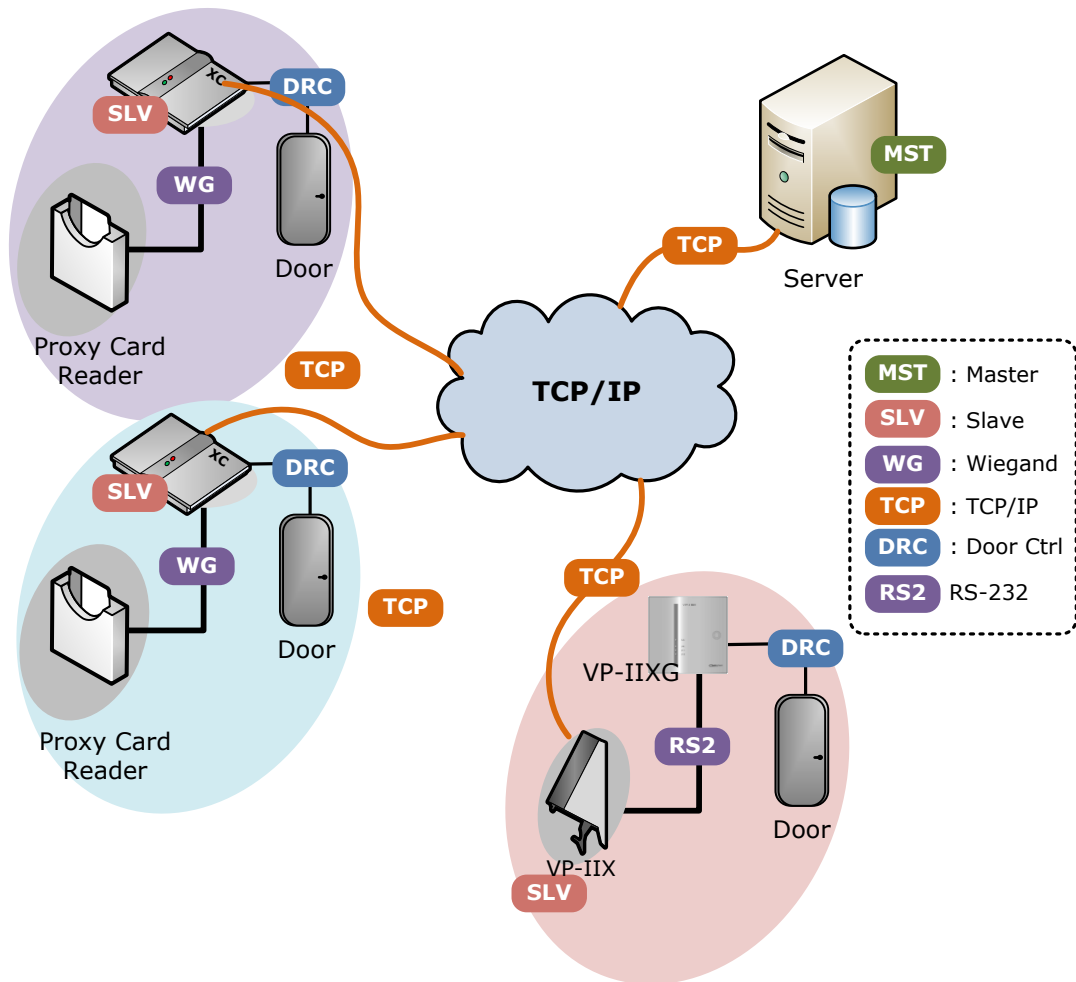 XC
DRC
SLV
WG
Door
Proxy Card
Reader
MST
TCP
Server
TCP
TCP/IP
XC
DRC
SLV
WG
Door
TCP
Proxy Card
Reader
MST : Master
SLV : Slave
WG : Wiegand
TCP : TCP/IP
DRC : Door Ctrl
RS2 RS-232
TCP
VP-IIXG
DRC
RS2
Door
VP-IIX
SLV